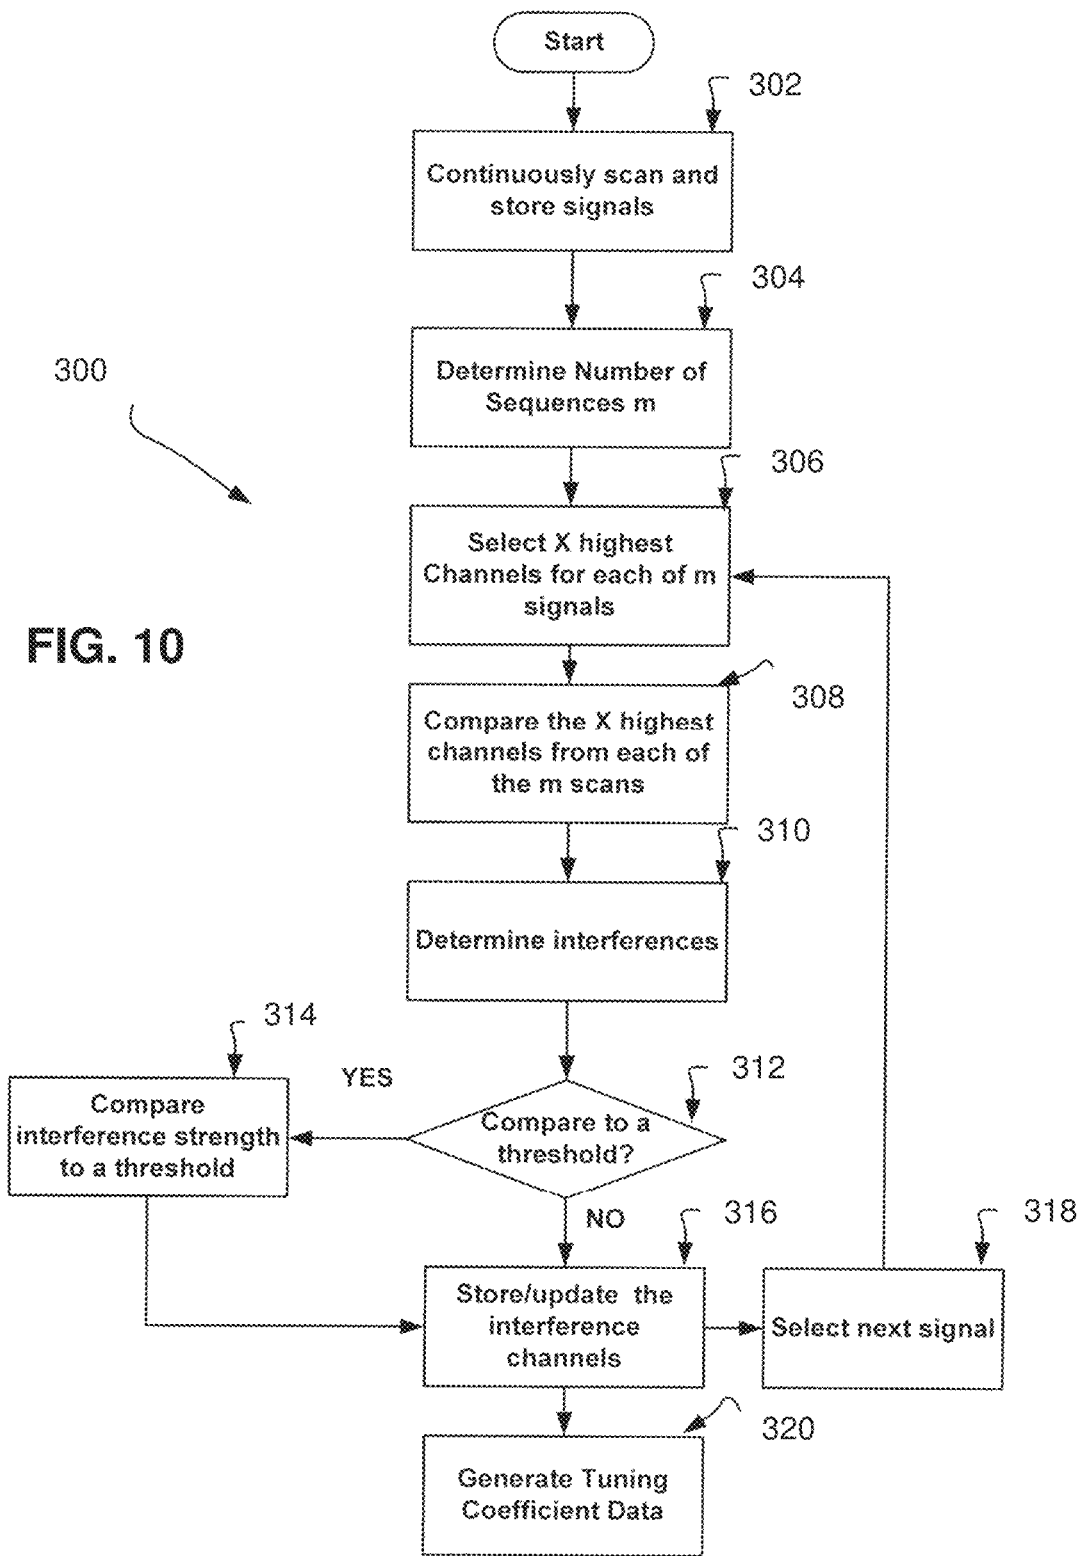 Start
302
Continuously scan and
store signals
304
Determine Number of
Sequences m
300
306
Select X highest
Channels for each of m
signals
FIG. 10
308
Compare the X highest
channels from each of
the m scans
310
Determine interferences
314
YES
312
Compare
interference strength
to a threshold
Compare to a
threshold?
NO
316
318
Store/update the
interference
channels
Select next signal
320
Generate Tuning
Coefficient Data